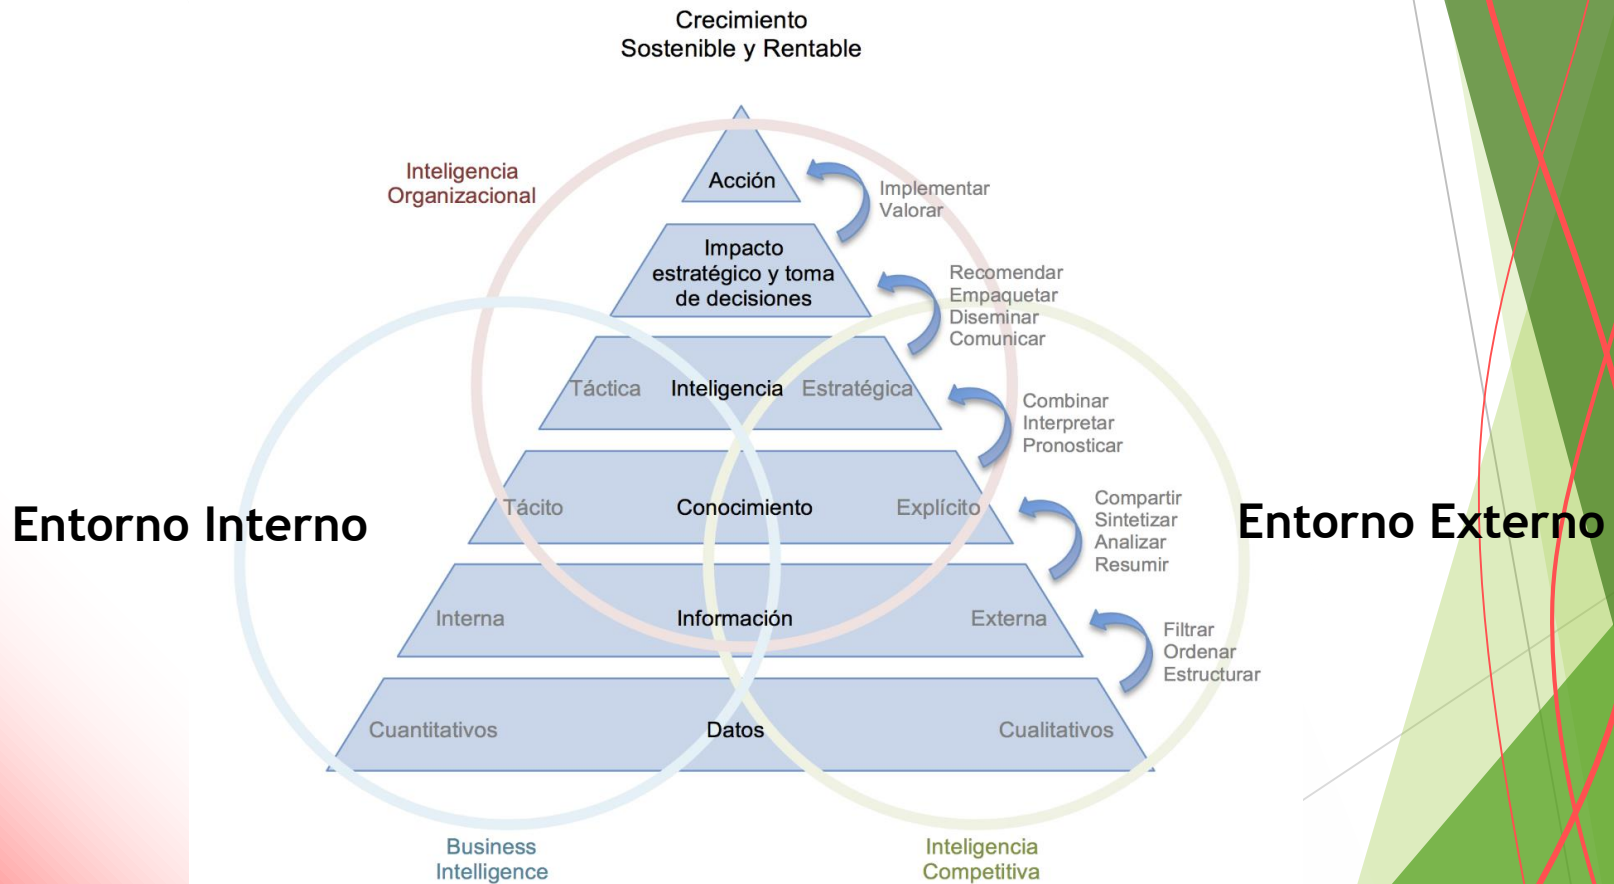 Crecimiento
Sostenible y Rentable
Inteligencia
Organizacional
Acción
Implementar
Valorar
Impacto
estratégico y toma
de decisiones
Recomendar
Empaquetar
Diseminar
Comunicar
Táctica Inteligencia Estratégica
Combinar
Interpretar
Pronosticar
Tácito Conocimiento Explícito
Compartir
Sintetizar
Analizar
Resumir
Entorno Interno
Entorno Externo
Interna Información Externa
Filtrar
Ordenar
Estructurar
Cuantitativos Datos Cualitativos
Business
Intelligence
Inteligencia
Competitiva